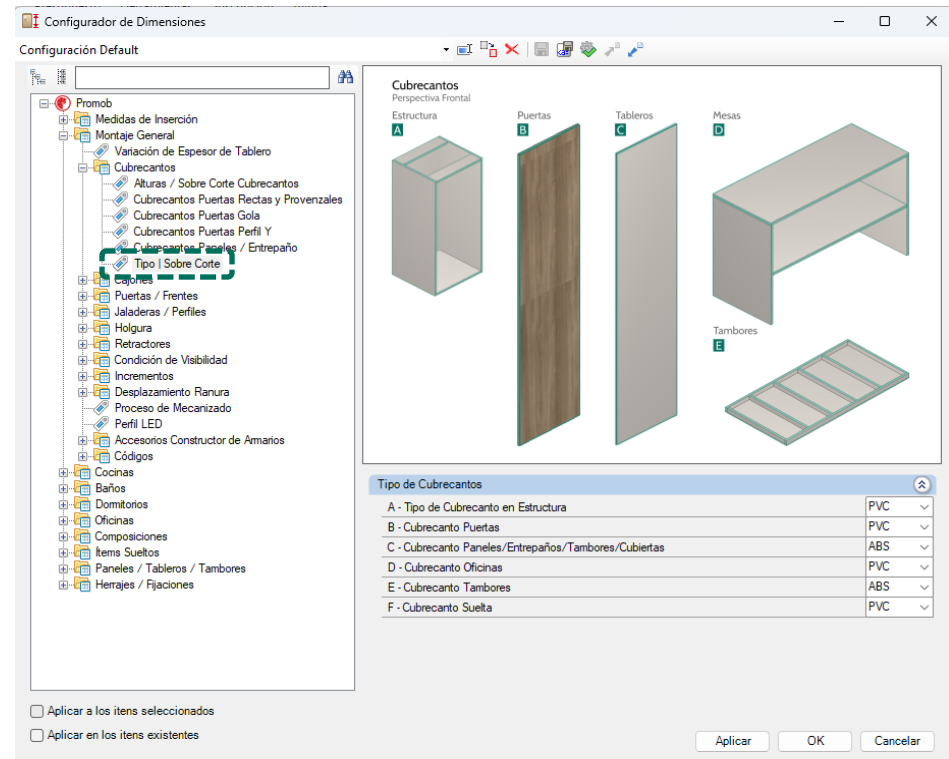 Configurador de Dimensiones
Configuración Default
Promob
Medidas de Inserción
Montaje General
Variación de Espesor de Tablero
Cubrecantos
Alturas / Sobre Corte Cubrecantos
Cubrecantos Puertas Rectas y Provenzales
Cubrecantos Puertas Gola
Cubrecantos Puertas Perfil Y
Cubrecantos Paneles / Entrepaño
Tipo | Sobre Corte
Cajones
Puertas / Frentes
Jaladeras / Perfiles
Holgura
Retractores
Condición de Visibilidad
Incrementos
Desplazamiento Ranura
Proceso de Mecanizado
Perfil LED
Accesorios Constructor de Armarios
Códigos
Cocinas
Baños
Dormitorios
Oficinas
Composiciones
Ítems Sueltos
Paneles / Tableros / Tambores
Herrajes / Fijaciones
Cubrecantos
Perspectiva Frontal
Estructura Puertas Tableros Mesas
A B C D
Tambores
E
Tipo de Cubrecantos
A - Tipo de Cubrecanto en Estructura PVC
B - Cubrecanto Puertas PVC
C - Cubrecanto Paneles/Entrepaños/Tambores/Cubiertas ABS
D - Cubrecanto Oficinas PVC
E - Cubrecanto Tambores ABS
F - Cubrecanto Suelta PVC
Aplicar a los itens seleccionados
Aplicar en los itens existentes
Aplicar OK Cancelar